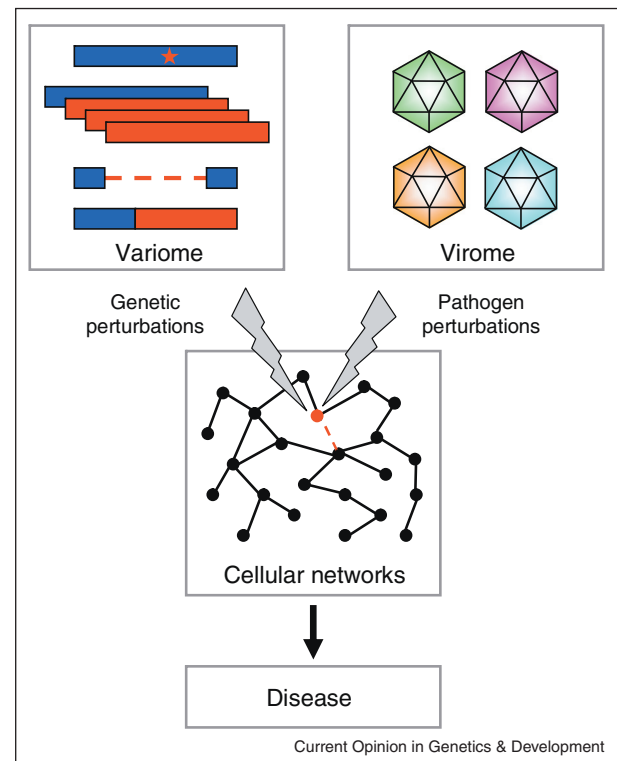 Variome
Virome
Genetic
perturbations
Pathogen
perturbations
Cellular networks
Disease
Current Opinion in Genetics & Development